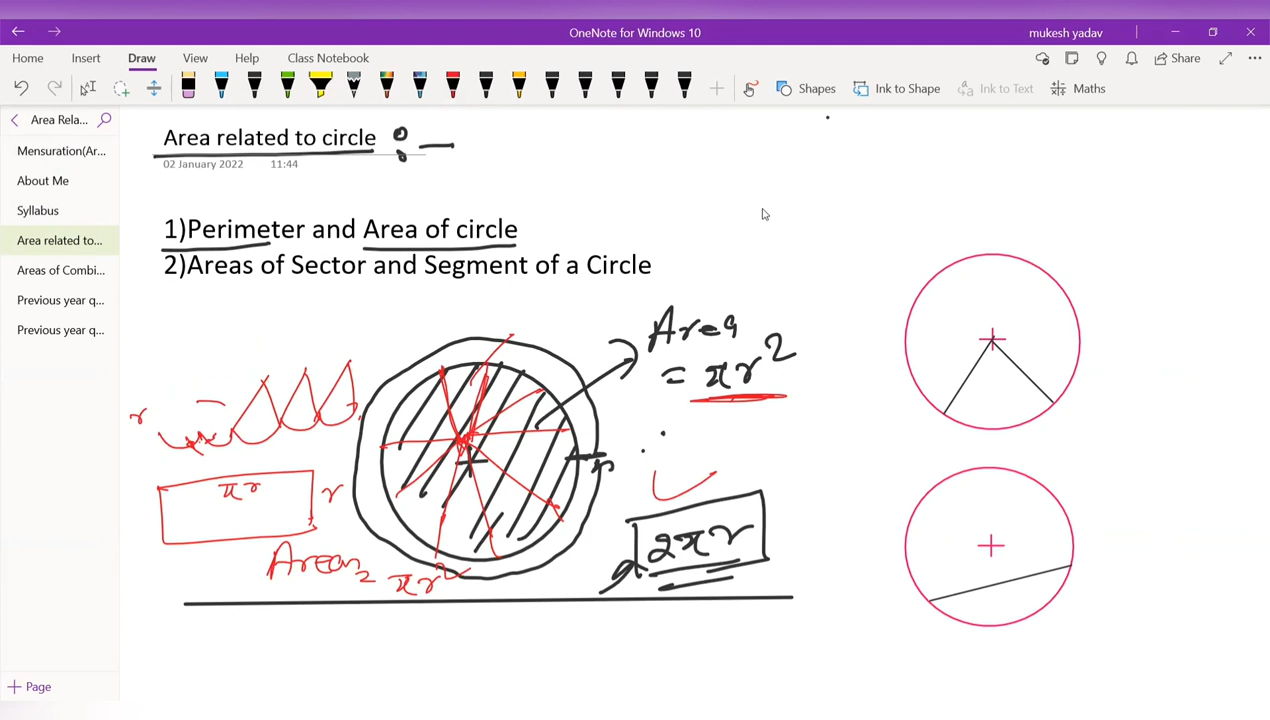 OneNote for Windows 10
mukesh yadav
Home Insert Draw View Help Class Notebook
Share
Shapes Ink to Shape Ink to Text Maths
Area Rela...
Mensuration(Ar...
About Me
Syllabus
Area related to...
Areas of Combi...
Previous year q...
Previous year q...
Page
Area related to circle :-
02 January 2022 11:44
1)Perimeter and Area of circle
2)Areas of Sector and Segment of a Circle
Area
= πr²
r
πr
r
Area = πr²
2πr